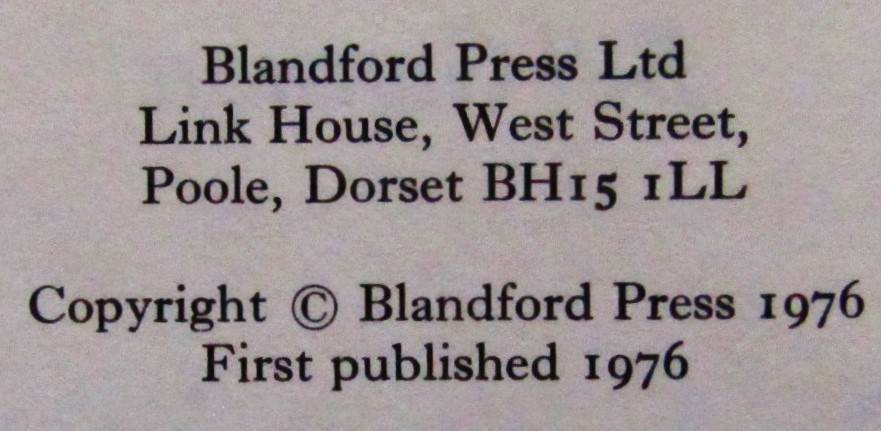 Blandford Press Ltd
Link House, West Street,
Poole, Dorset BH15 1LL
Copyright © Blandford Press 1976
First published 1976